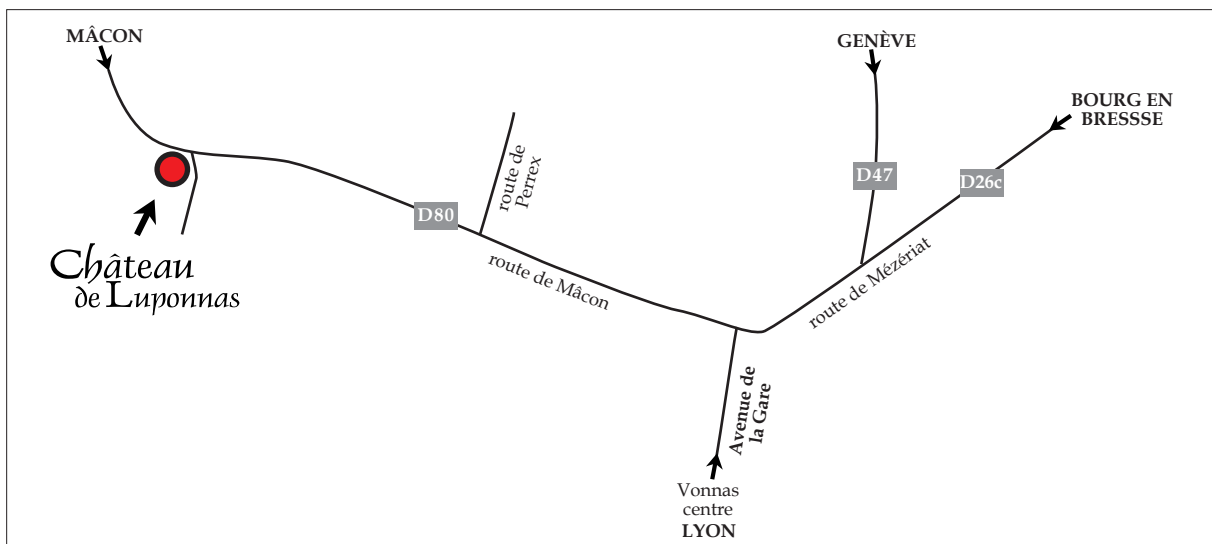 MÂCON
GENÈVE
BOURG EN
BRESSSE
route de
Perrex
D47
D26c
D80
Château
de Luponnas
route de Mâcon
route de Mézériat
Avenue de
la Gare
Vonnas
centre
LYON